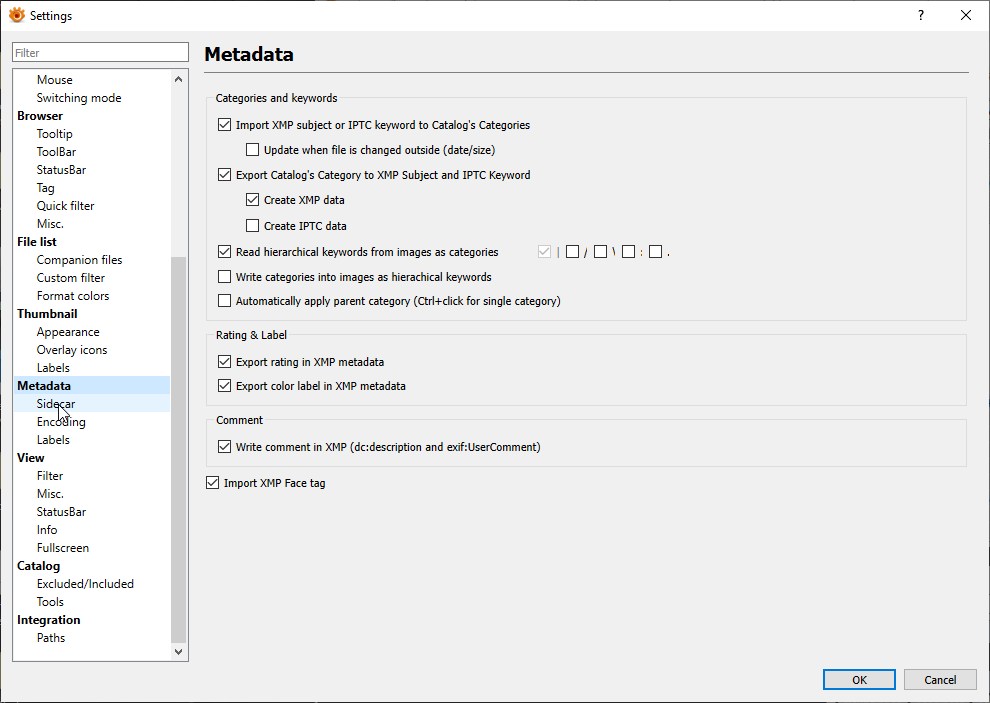 Settings
?
Filter
Mouse
Switching mode
Browser
Tooltip
ToolBar
StatusBar
Tag
Quick filter
Misc.
File list
Companion files
Custom filter
Format colors
Thumbnail
Appearance
Overlay icons
Labels
Metadata
Sidecar
Encoding
Labels
View
Filter
Misc.
StatusBar
Info
Fullscreen
Catalog
Excluded/Included
Tools
Integration
Paths
Metadata
Categories and keywords
Import XMP subject or IPTC keyword to Catalog's Categories
Update when file is changed outside (date/size)
Export Catalog's Category to XMP Subject and IPTC Keyword
Create XMP data
Create IPTC data
Read hierarchical keywords from images as categories | / \ : .
Write categories into images as hierachical keywords
Automatically apply parent category (Ctrl+click for single category)
Rating & Label
Export rating in XMP metadata
Export color label in XMP metadata
Comment
Write comment in XMP (dc:description and exif:UserComment)
Import XMP Face tag
OK Cancel